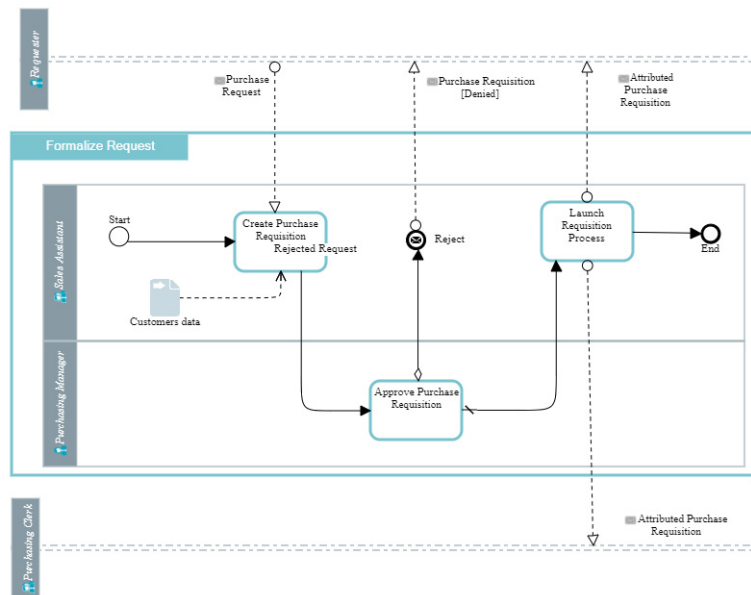 Requester
Purchase
Request
Purchase Requisition
[Denied]
Attributed
Purchase
Requisition
Formalize Request
Sales Assistant
Start
Create Purchase
Requisition
Rejected Request
Customers data
Reject
Launch
Requisition
Process
End
Purchasing Manager
Approve Purchase
Requisition
Purchasing Clerk
Attributed Purchase
Requisition